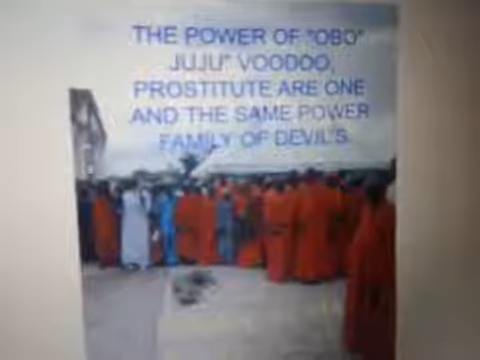 THE POWER OF "OBO"
JUJU" VOODOO,
PROSTITUTE ARE ONE
AND THE SAME POWER
FAMILY OF DEVIL'S